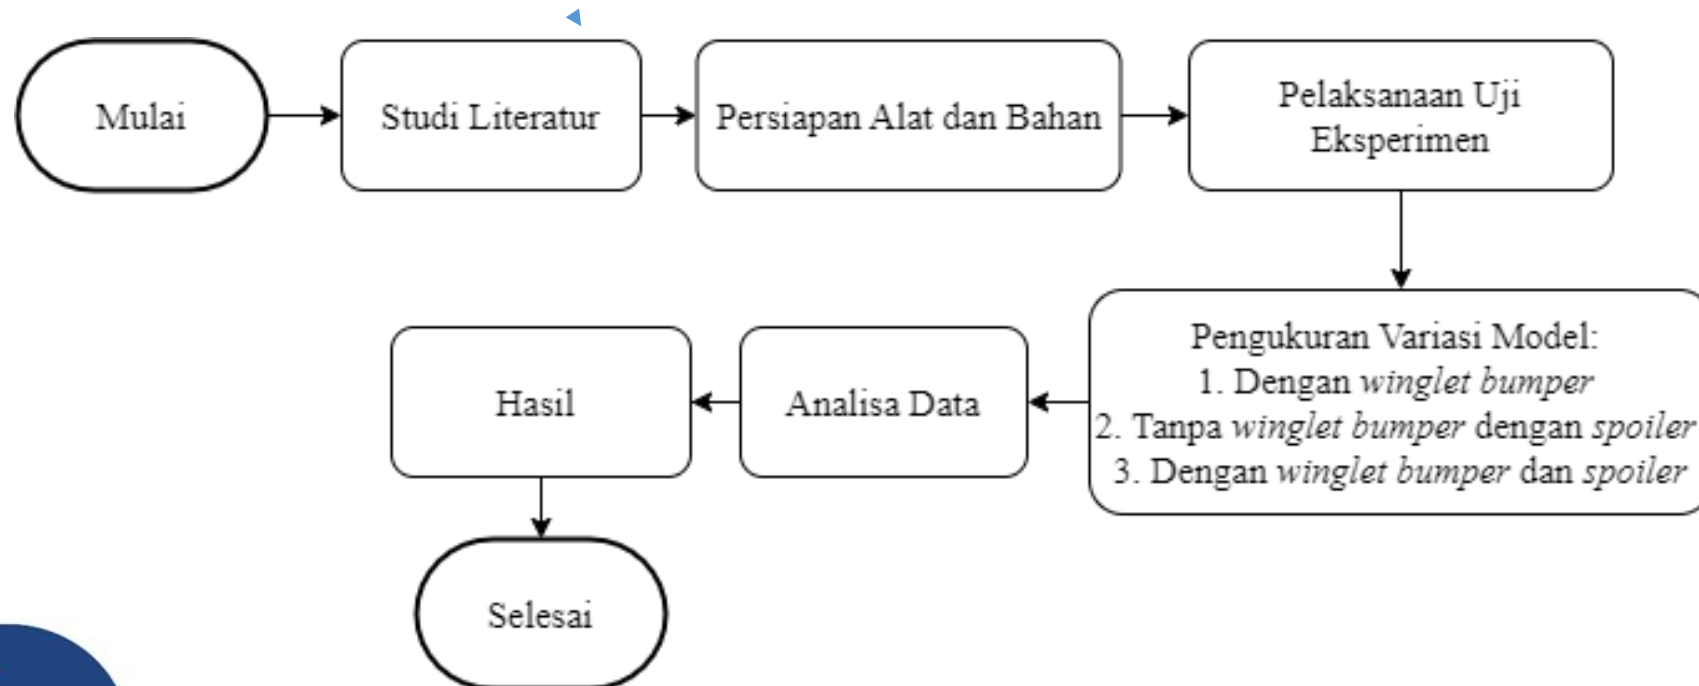 Mulai
Studi Literatur
Persiapan Alat dan Bahan
Pelaksanaan Uji
Eksperimen
Pengukuran Variasi Model:
1. Dengan winglet bumper
2. Tanpa winglet bumper dengan spoiler
3. Dengan winglet bumper dan spoiler
Analisa Data
Hasil
Selesai